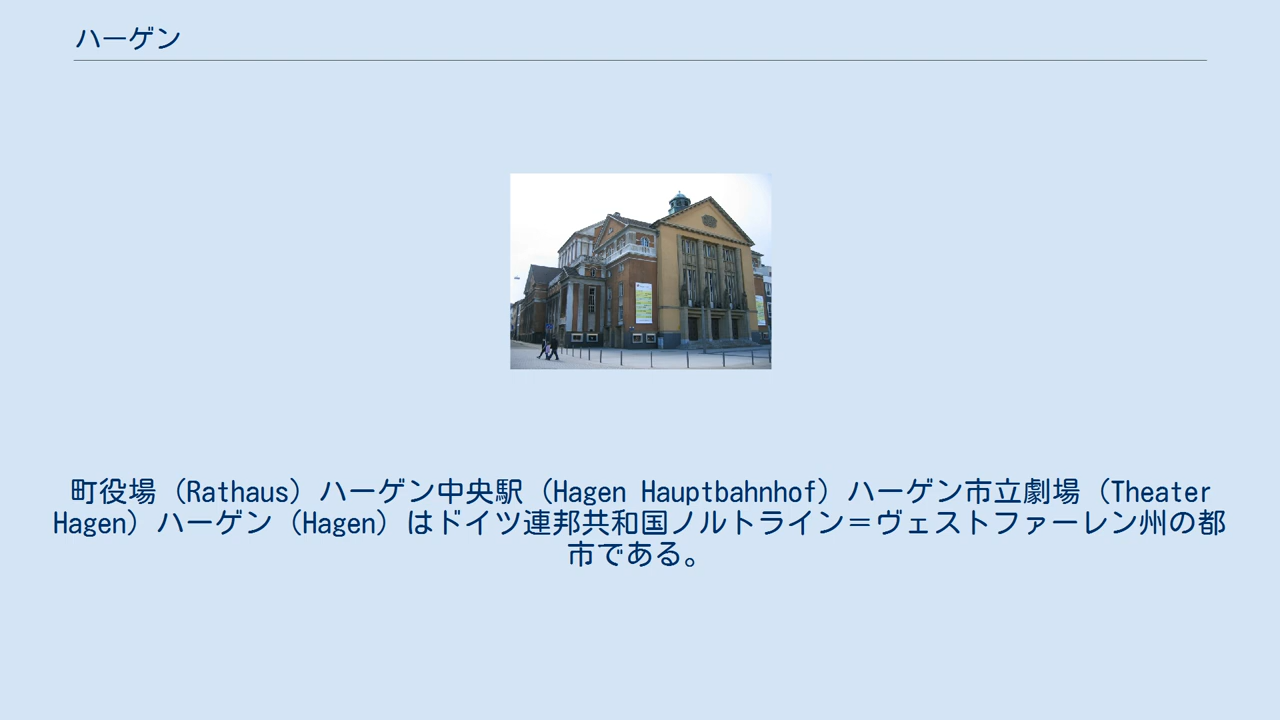 ハーゲン
町役場（Rathaus）ハーゲン中央駅（Hagen Hauptbahnhof）ハーゲン市立劇場（Theater
Hagen）ハーゲン（Hagen）はドイツ連邦共和国ノルトライン＝ヴェストファーレン州の都
市である。